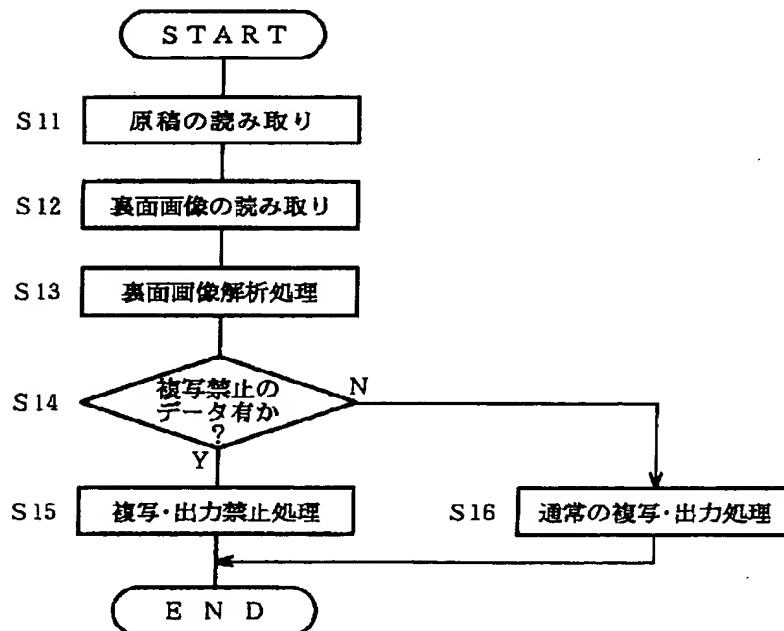 START
S11 原稿の読み取り
S12 裏面画像の読み取り
S13 裏面画像解析処理
S14 複写禁止の
データ有か
?
N
Y
S15 複写・出力禁止処理
S16 通常の複写・出力処理
END